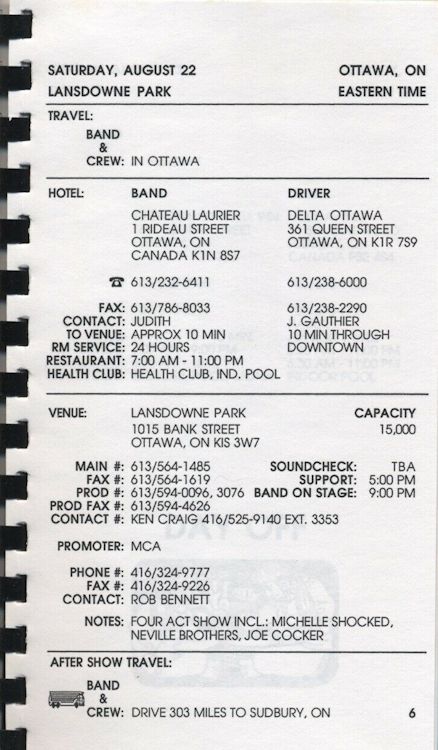 SATURDAY, AUGUST 22 OTTAWA, ON
LANSDOWNE PARK EASTERN TIME
TRAVEL:
BAND
&
CREW: IN OTTAWA
HOTEL: BAND DRIVER
CHATEAU LAURIER DELTA OTTAWA
1 RIDEAU STREET 361 QUEEN STREET
OTTAWA, ON OTTAWA, ON K1R 7S9
CANADA K1N 8S7
☎ 613/232-6411 613/238-6000
FAX: 613/786-8033 613/238-2290
CONTACT: JUDITH J. GAUTHIER
TO VENUE: APPROX 10 MIN 10 MIN THROUGH
RM SERVICE: 24 HOURS DOWNTOWN
RESTAURANT: 7:00 AM - 11:00 PM
HEALTH CLUB: HEALTH CLUB, IND. POOL
VENUE: LANSDOWNE PARK CAPACITY
1015 BANK STREET 15,000
OTTAWA, ON KIS 3W7
MAIN #: 613/564-1485 SOUNDCHECK: TBA
FAX #: 613/564-1619 SUPPORT: 5:00 PM
PROD #: 613/594-0096, 3076 BAND ON STAGE: 9:00 PM
PROD FAX #: 613/594-4626
CONTACT #: KEN CRAIG 416/525-9140 EXT. 3353
PROMOTER: MCA
PHONE #: 416/324-9777
FAX #: 416/324-9226
CONTACT: ROB BENNETT
NOTES: FOUR ACT SHOW INCL.: MICHELLE SHOCKED,
NEVILLE BROTHERS, JOE COCKER
AFTER SHOW TRAVEL:
BAND
&
CREW: DRIVE 303 MILES TO SUDBURY, ON 6